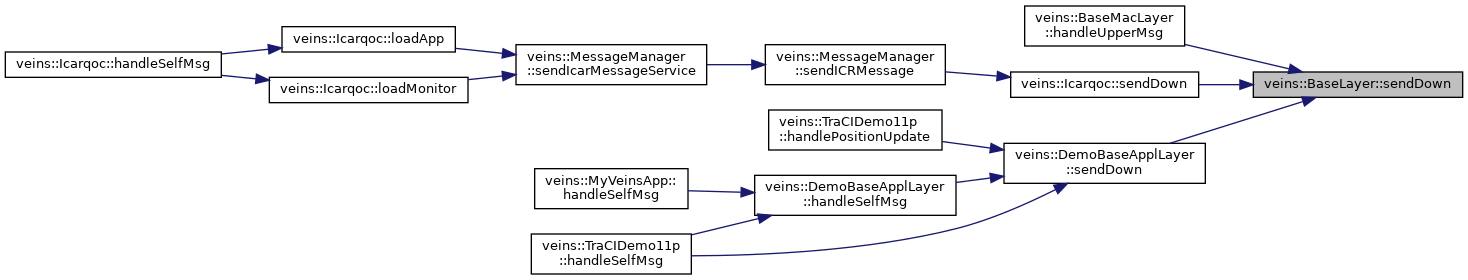 veins::Icarqoc::handleSelfMsg
veins::Icarqoc::loadApp
veins::Icarqoc::loadMonitor
veins::MessageManager
::sendIcarMessageService
veins::MessageManager
::sendICRMessage
veins::BaseMacLayer
::handleUpperMsg
veins::Icarqoc::sendDown
veins::BaseLayer::sendDown
veins::TraCIDemo11p
::handlePositionUpdate
veins::DemoBaseApplLayer
::sendDown
veins::MyVeinsApp::
handleSelfMsg
veins::DemoBaseApplLayer
::handleSelfMsg
veins::TraCIDemo11p
::handleSelfMsg